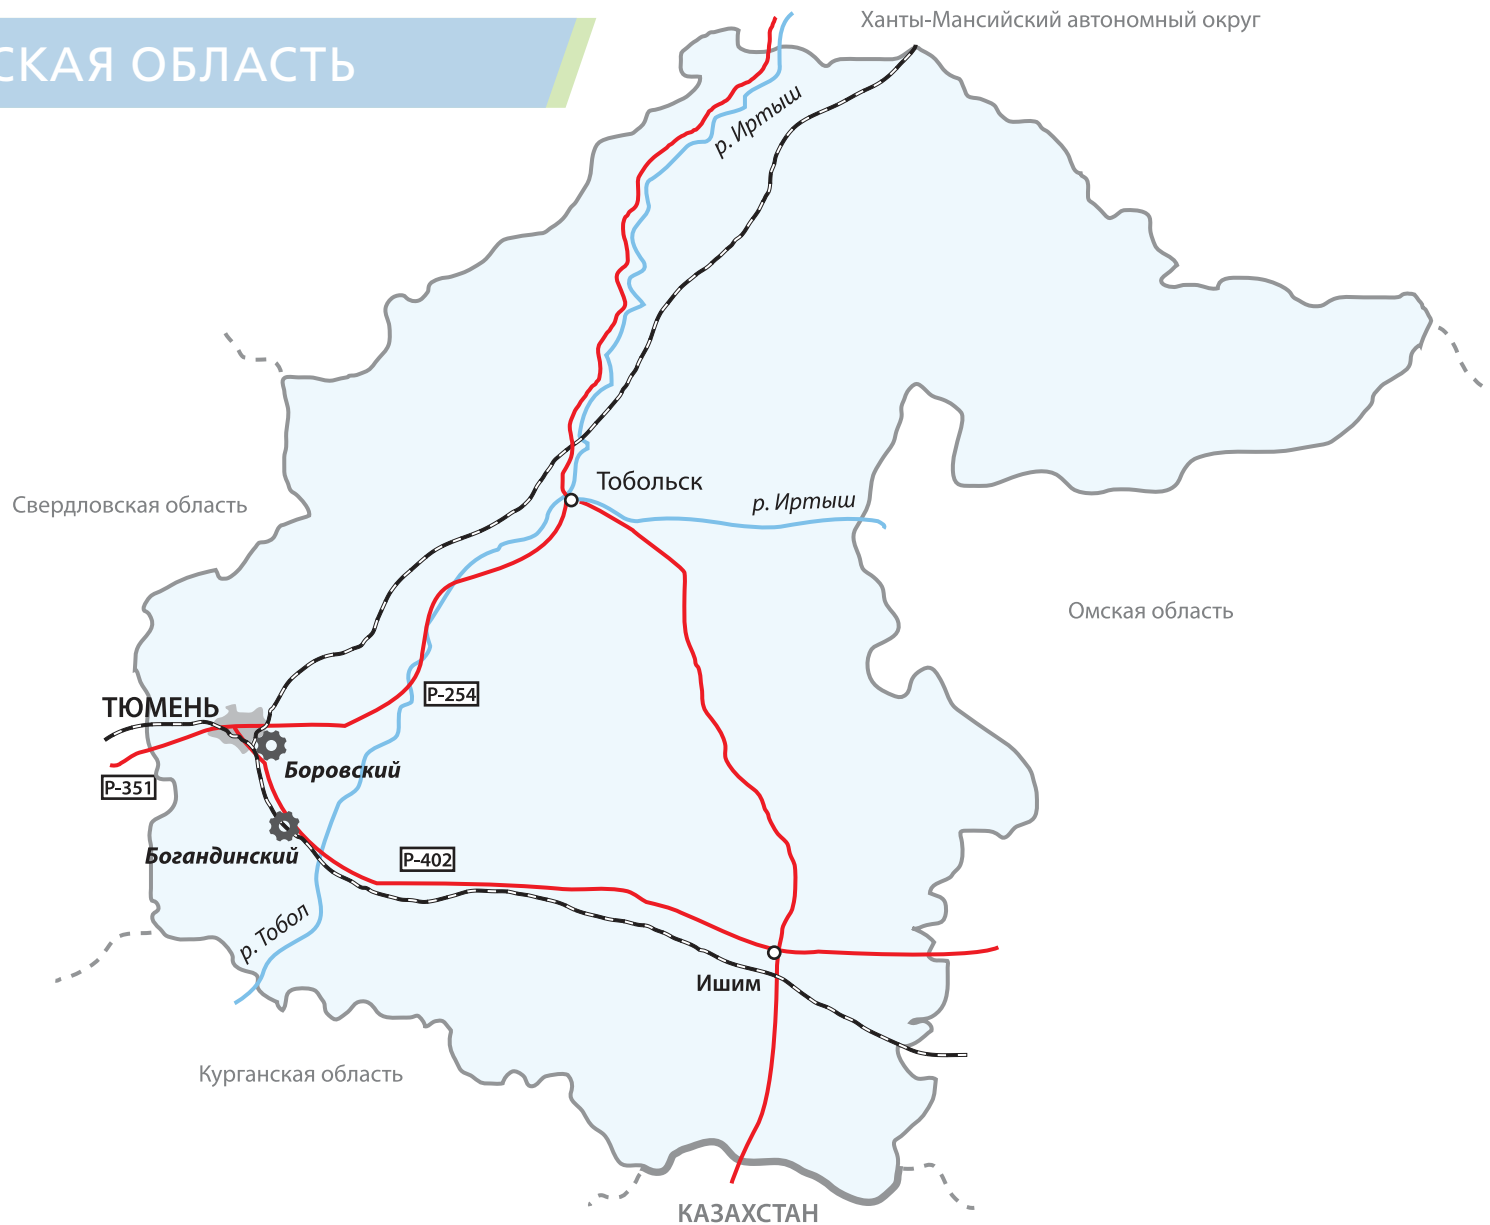 Ханты-Мансийский автономный округ
СКАЯ ОБЛАСТЬ
р. Иртыш
Тобольск
р. Иртыш
Свердловская область
Омская область
Р-254
ТЮМЕНЬ
Боровский
Р-351
Богандинский
Р-402
р. Тобол
Ишим
Курганская область
КАЗАХСТАН